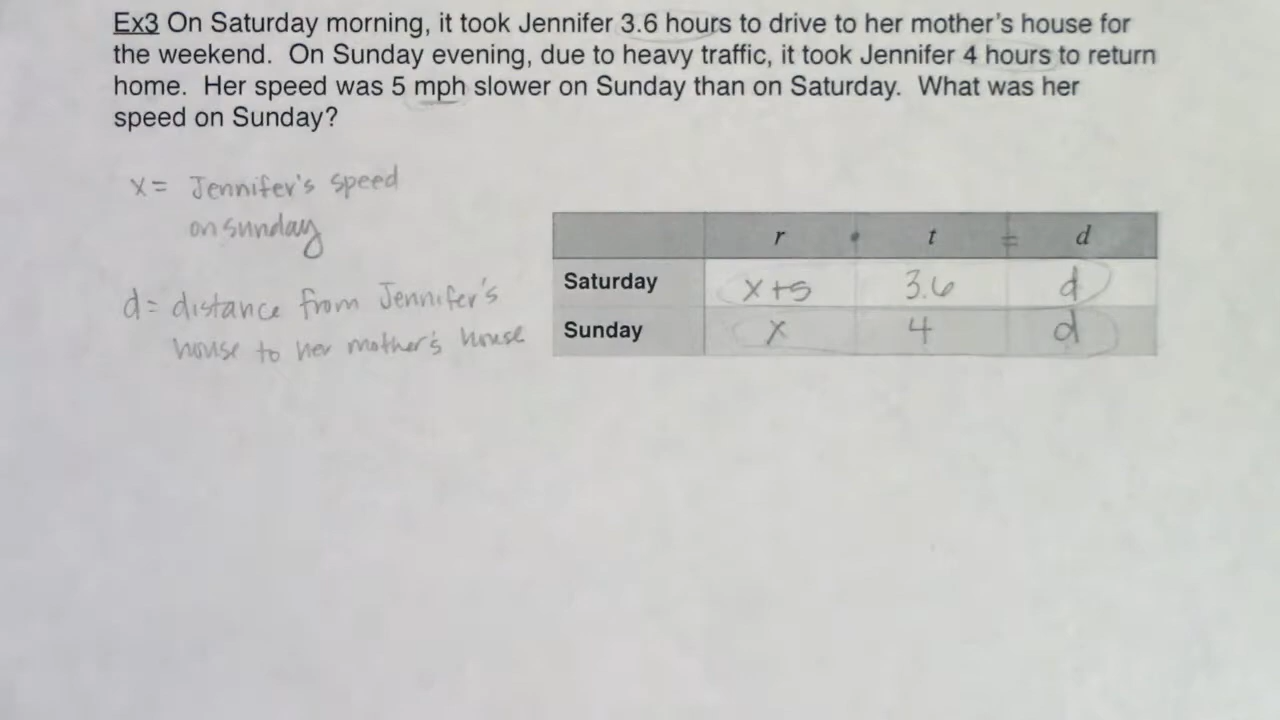 Ex3 On Saturday morning, it took Jennifer 3.6 hours to drive to her mother's house for
the weekend. On Sunday evening, due to heavy traffic, it took Jennifer 4 hours to return
home. Her speed was 5 mph slower on Sunday than on Saturday. What was her
speed on Sunday?
x = Jennifer's speed
on sunday
d = distance from Jennifer's
house to her mother's house
r • t = d
Saturday x+5 3.6 d
Sunday x 4 d